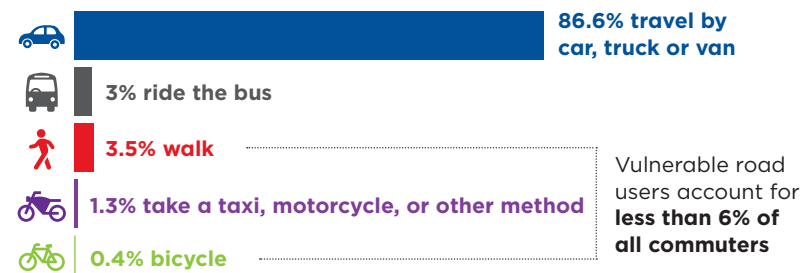 86.6% travel by
car, truck or van
3% ride the bus
3.5% walk
1.3% take a taxi, motorcycle, or other method
0.4% bicycle
Vulnerable road
users account for
less than 6% of
all commuters